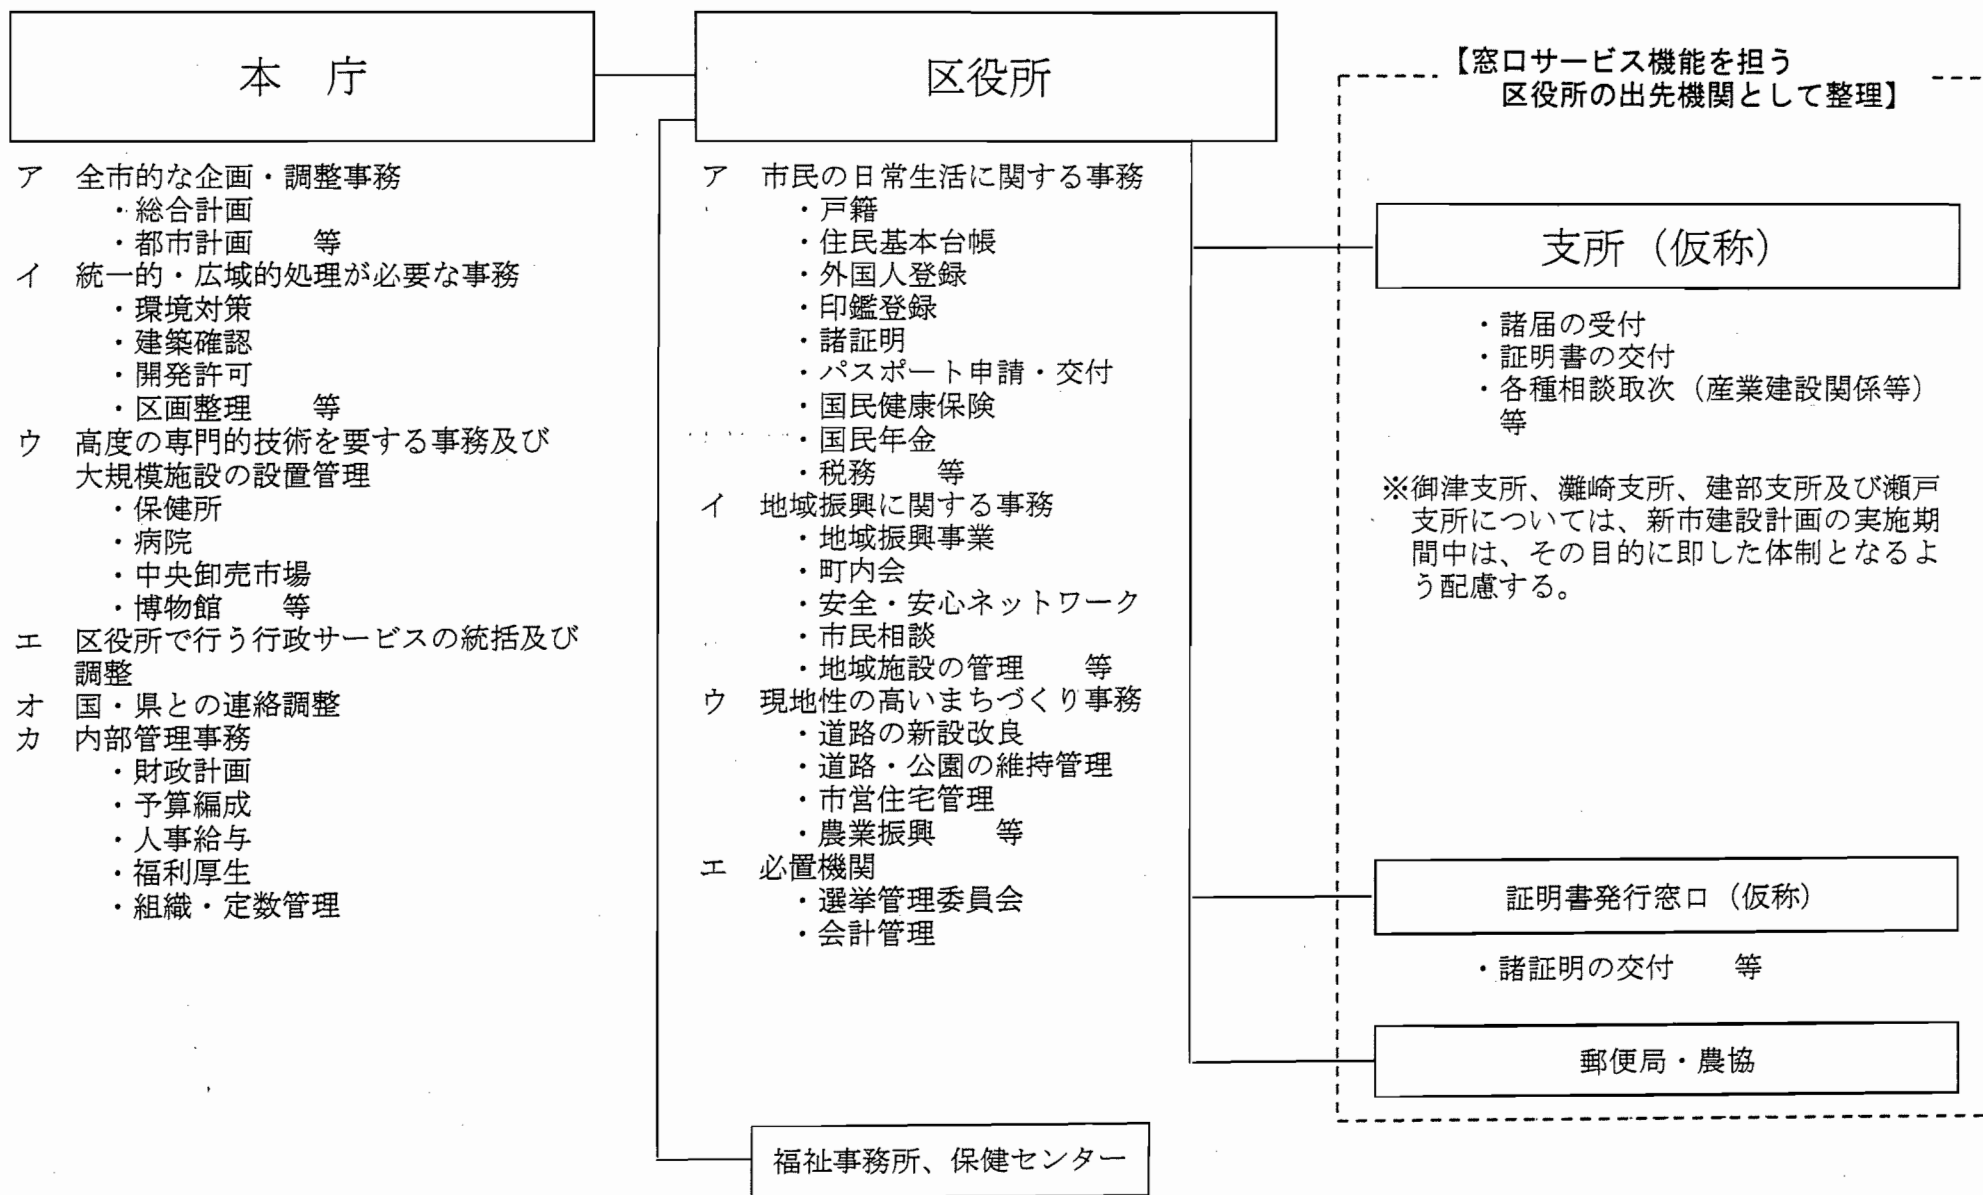 本 庁
ア 全市的な企画・調整事務
・総合計画
・都市計画 等
イ 統一的・広域的処理が必要な事務
・環境対策
・建築確認
・開発許可
・区画整理 等
ウ 高度の専門的技術を要する事務及び
大規模施設の設置管理
・保健所
・病院
・中央卸売市場
・博物館 等
エ 区役所で行う行政サービスの統括及び
調整
オ 国・県との連絡調整
カ 内部管理事務
・財政計画
・予算編成
・人事給与
・福利厚生
・組織・定数管理
区役所
ア 市民の日常生活に関する事務
・戸籍
・住民基本台帳
・外国人登録
・印鑑登録
・諸証明
・パスポート申請・交付
・国民健康保険
・国民年金
・税務 等
イ 地域振興に関する事務
・地域振興事業
・町内会
・安全・安心ネットワーク
・市民相談
・地域施設の管理 等
ウ 現地性の高いまちづくり事務
・道路の新設改良
・道路・公園の維持管理
・市営住宅管理
・農業振興 等
エ 必置機関
・選挙管理委員会
・会計管理
福祉事務所、保健センター
【窓口サービス機能を担う
区役所の出先機関として整理】
支所（仮称）
・諸届の受付
・証明書の交付
・各種相談取次（産業建設関係等）
等
※御津支所、灘崎支所、建部支所及び瀬戸
支所については、新市建設計画の実施期
間中は、その目的に即した体制となるよ
う配慮する。
証明書発行窓口（仮称）
・諸証明の交付 等
郵便局・農協